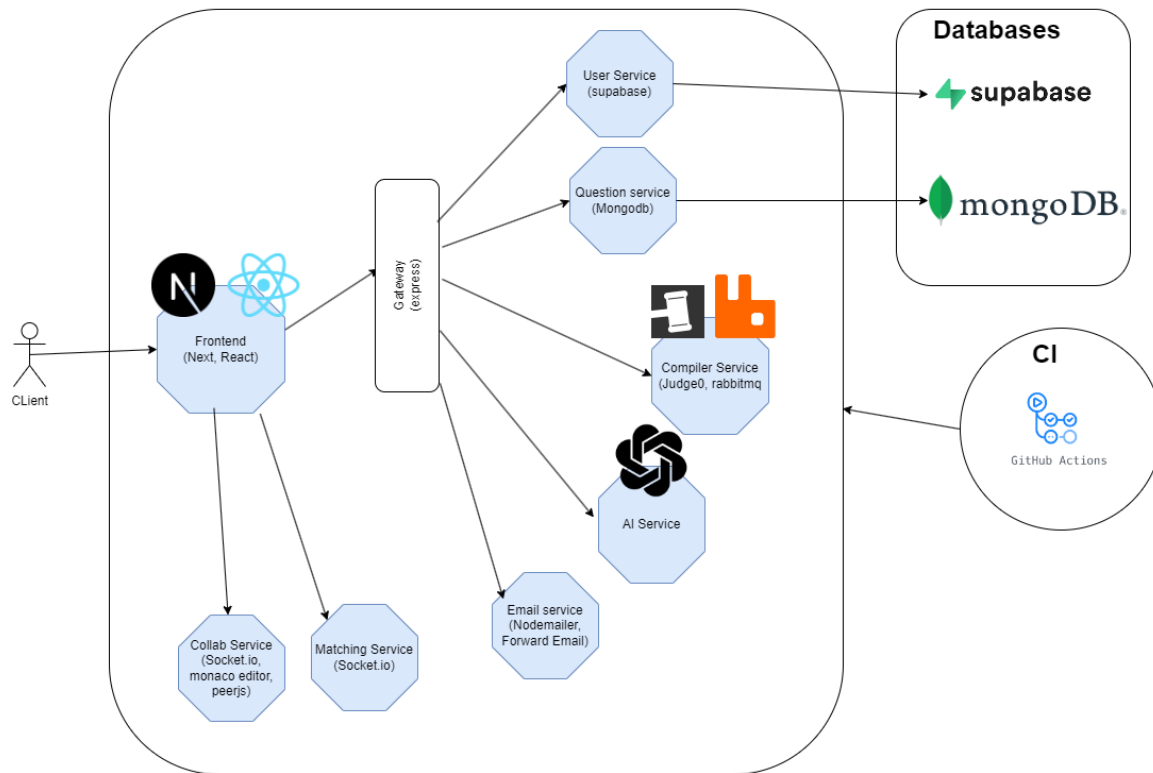 Databases
User Service
(supabase)
supabase
Question service
(Mongodb)
mongoDB®
Gateway
(express)
Frontend
(Next, React)
CLient
Compiler Service
(Judge0, rabbitmq
CI
GitHub Actions
AI Service
Email service
(Nodemailer,
Forward Email)
Collab Service
(Socket.io,
monaco editor,
peerjs)
Matching Service
(Socket.io)